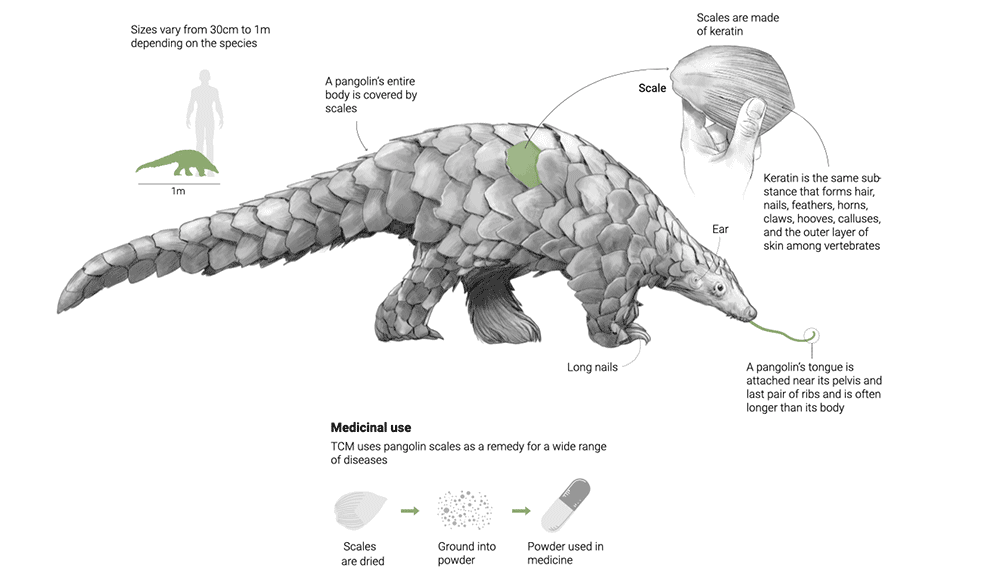 Sizes vary from 30cm to 1m
depending on the species
1m
A pangolin's entire
body is covered by
scales
Scales are made
of keratin
Scale
Keratin is the same sub-
stance that forms hair,
nails, feathers, horns,
claws, hooves, calluses,
and the outer layer of
skin among vertebrates
Ear
Long nails
A pangolin's tongue is
attached near its pelvis and
last pair of ribs and is often
longer than its body
Medicinal use
TCM uses pangolin scales as a remedy for a wide range
of diseases
Scales
are dried
Ground into
powder
Powder used in
medicine